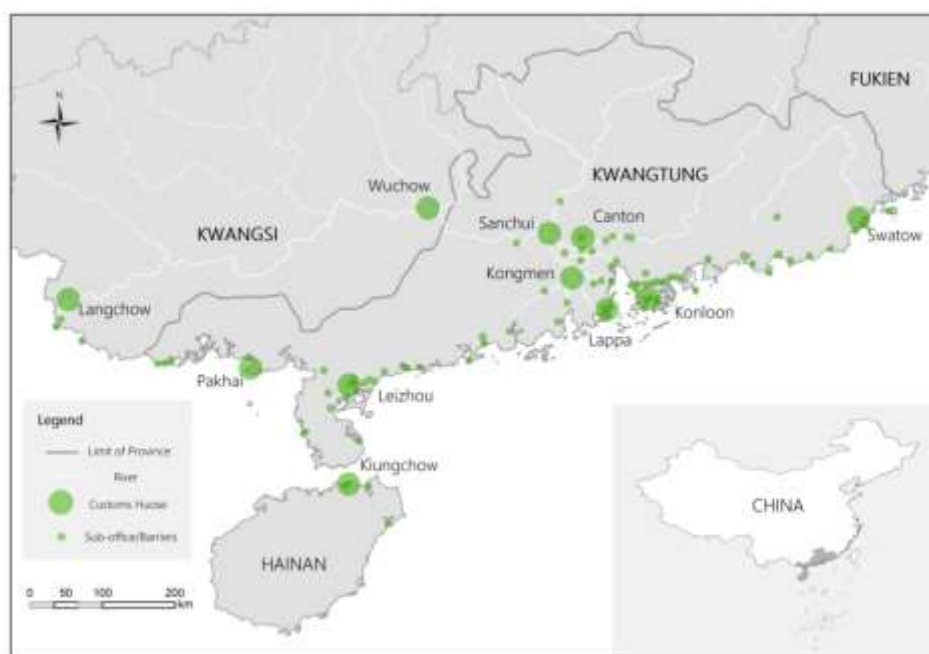 FUKIEN
N
KWANGTUNG
Wuchow
Sanchui
Canton
KWANGSI
Swatow
Kongmen
Langchow
Konloon
Lappa
Pakhai
Leizhou
Legend
Limit of Province
River
Customs Huose
Sub-office/Barriers
Kiungchow
CHINA
HAINAN
0 50 100 200
km